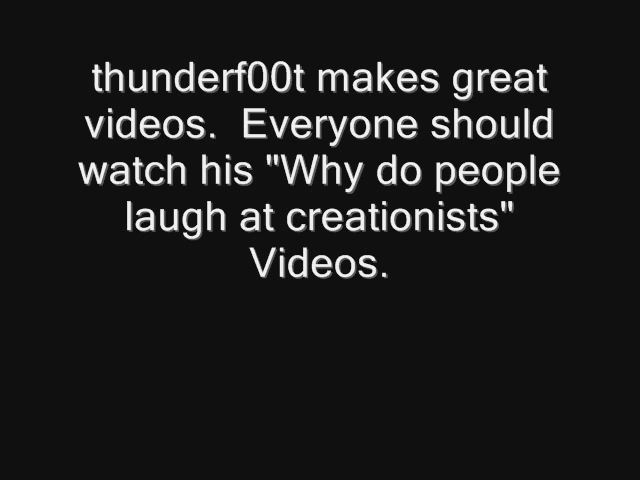 thunderf00t makes great
videos.  Everyone should
watch his "Why do people
laugh at creationists"
Videos.